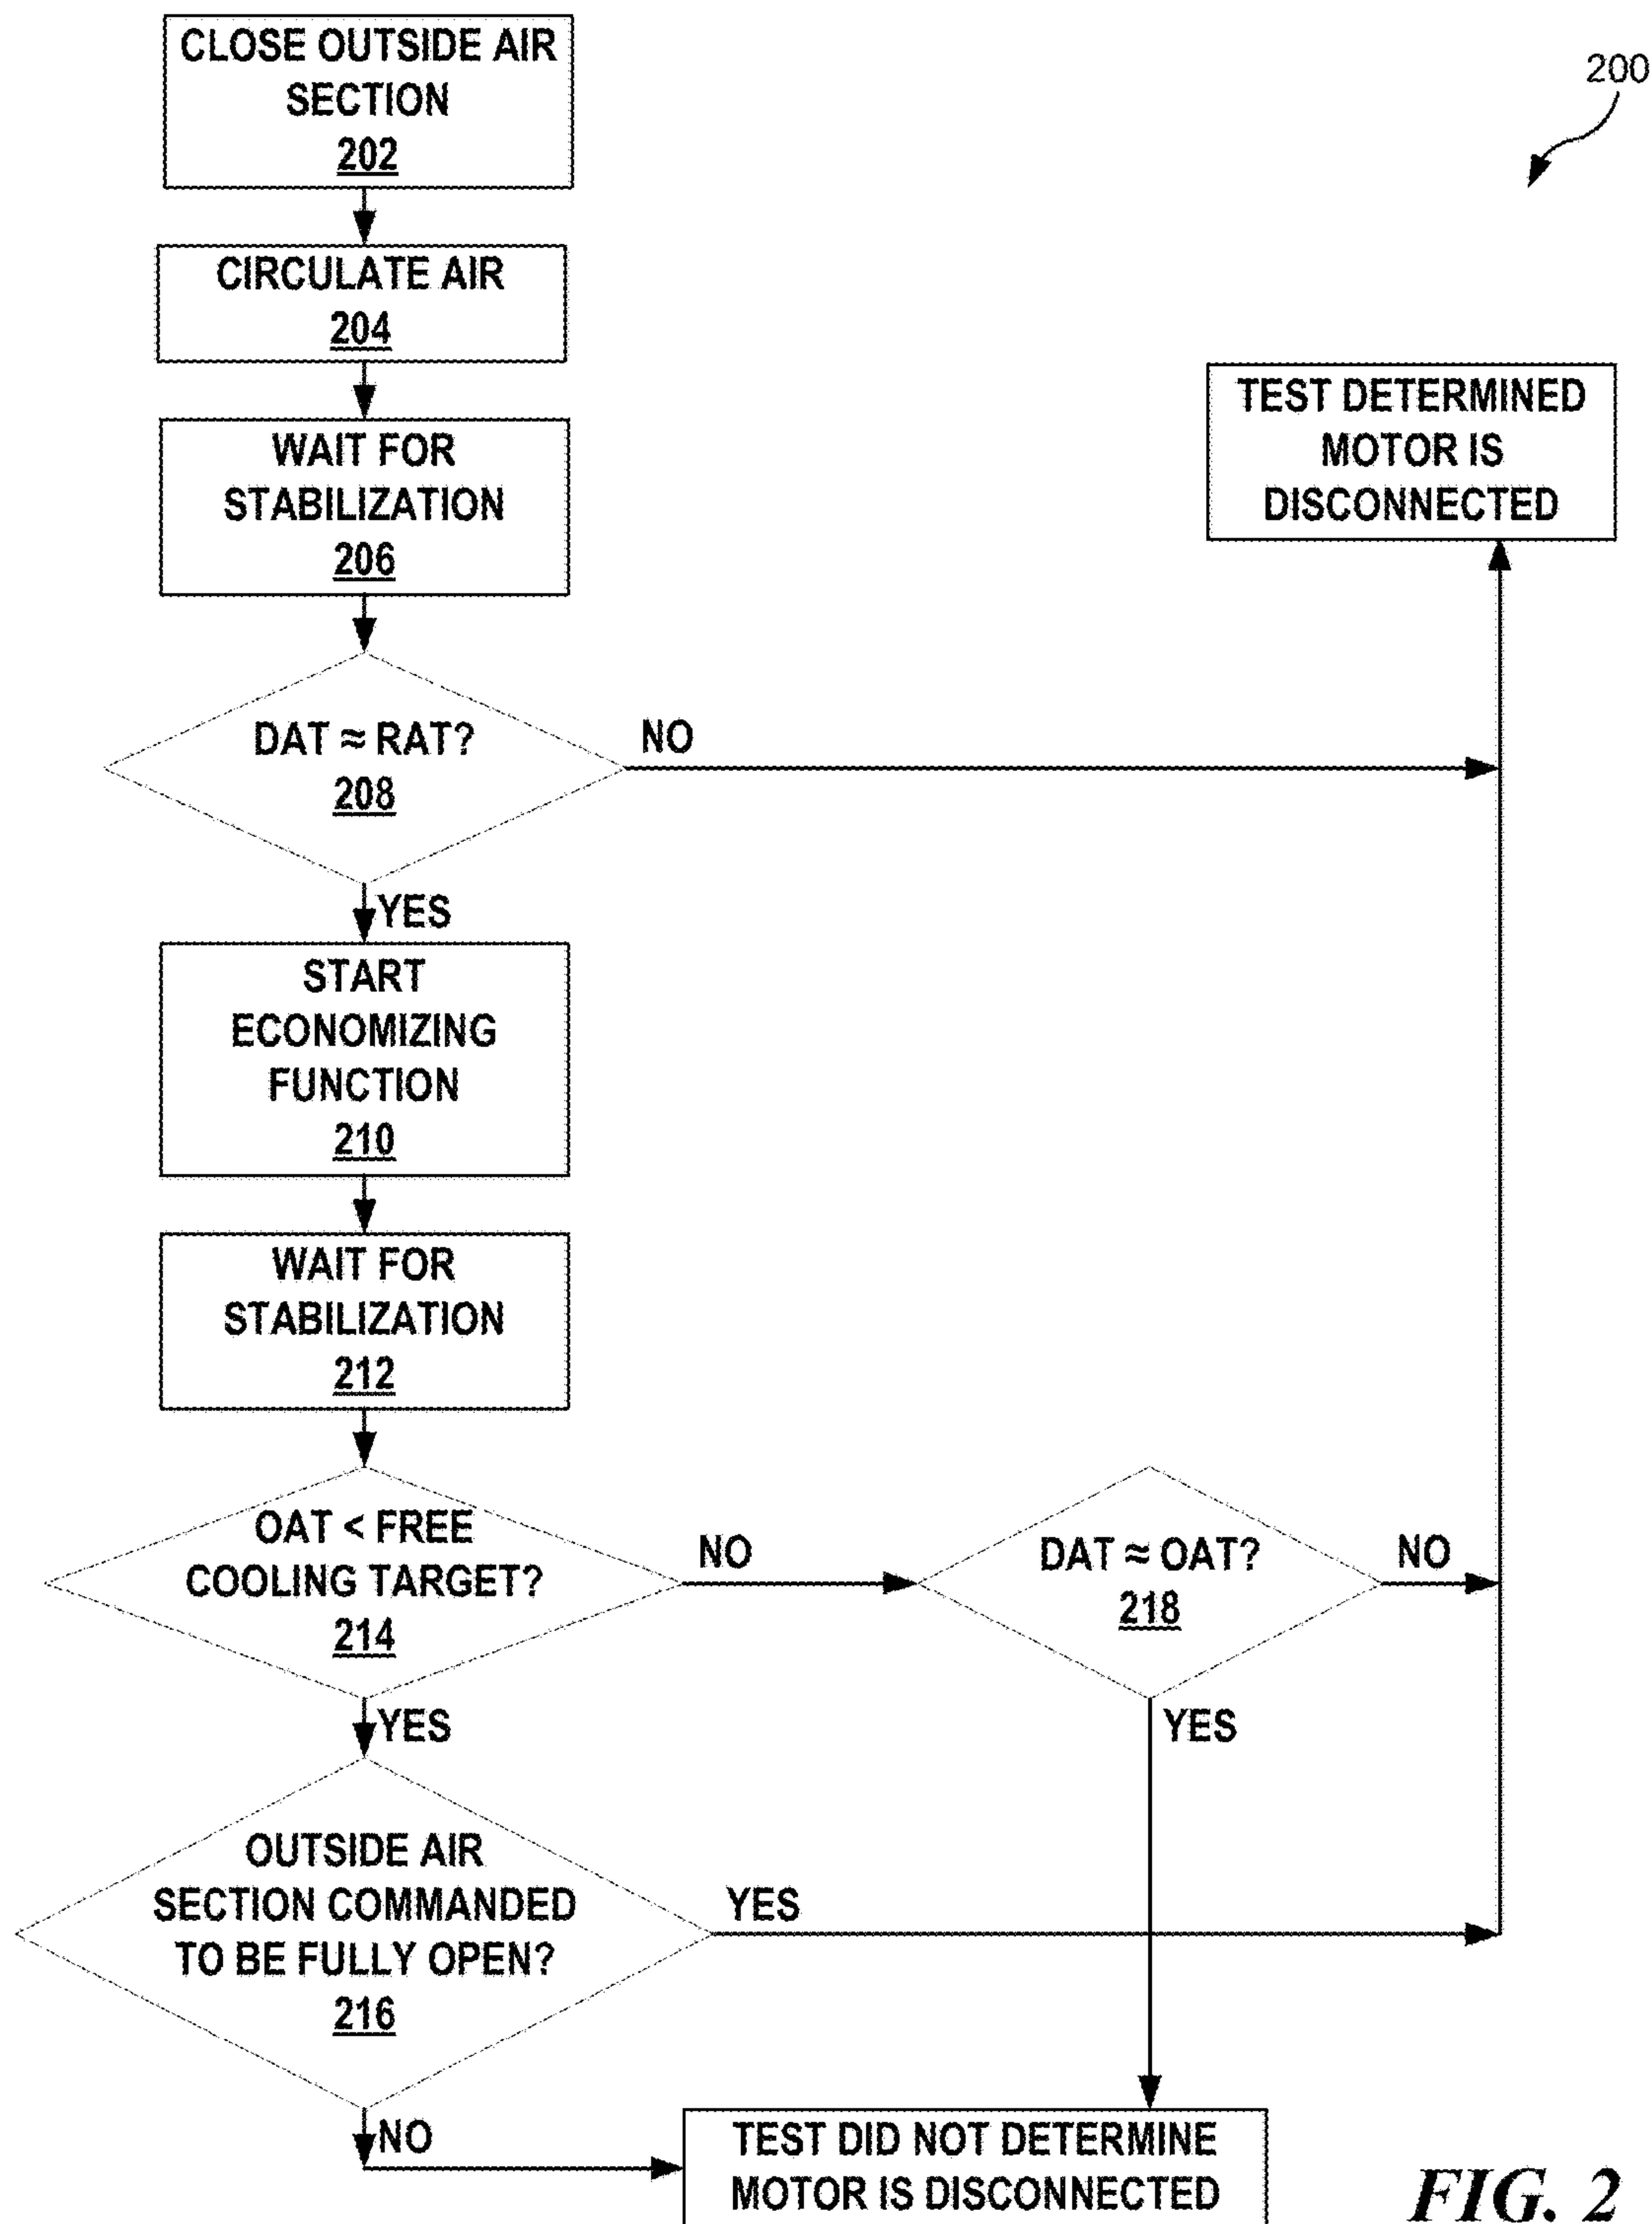 CLOSE OUTSIDE AIR
SECTION
202
200
CIRCULATE AIR
204
TEST DETERMINED
MOTOR IS
DISCONNECTED
WAIT FOR
STABILIZATION
206
DAT ≈ RAT?
208
NO
YES
START
ECONOMIZING
FUNCTION
210
WAIT FOR
STABILIZATION
212
OAT < FREE
COOLING TARGET?
214
NO
DAT ≈ OAT?
218
NO
YES
YES
OUTSIDE AIR
SECTION COMMANDED
TO BE FULLY OPEN?
216
YES
NO
TEST DID NOT DETERMINE
MOTOR IS DISCONNECTED
FIG. 2